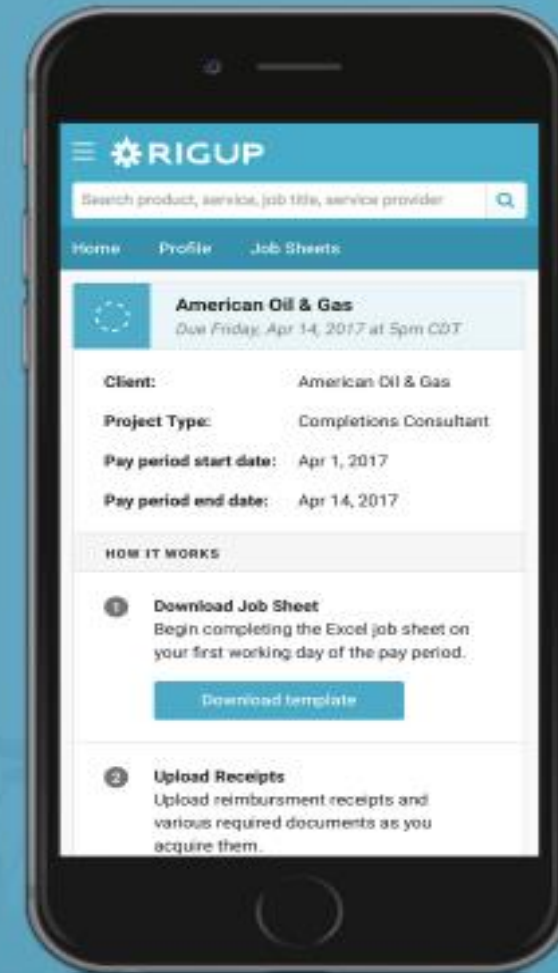 RIGUP
Search product, service, job title, service provider
Home Profile Job Sheets
American Oil & Gas
Due Friday, Apr 14, 2017 at 5pm CDT
Client: American Oil & Gas
Project Type: Completions Consultant
Pay period start date: Apr 1, 2017
Pay period end date: Apr 14, 2017
HOW IT WORKS
1 Download Job Sheet
Begin completing the Excel job sheet on
your first working day of the pay period.
Download template
2 Upload Receipts
Upload reimbursment receipts and
various required documents as you
acquire them.